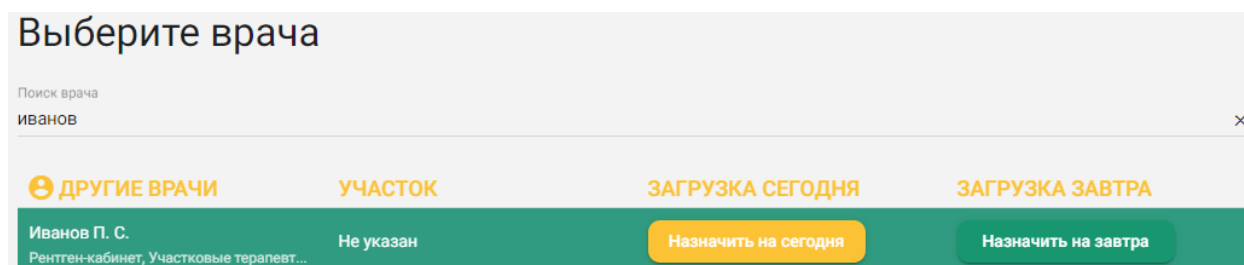 Выберите врача
Поиск врача
иванов
ДРУГИЕ ВРАЧИ УЧАСТОК ЗАГРУЗКА СЕГОДНЯ ЗАГРУЗКА ЗАВТРА
Иванов П. С.
Не указан Назначить на сегодня Назначить на завтра
Рентген-кабинет, Участковые терапевт...